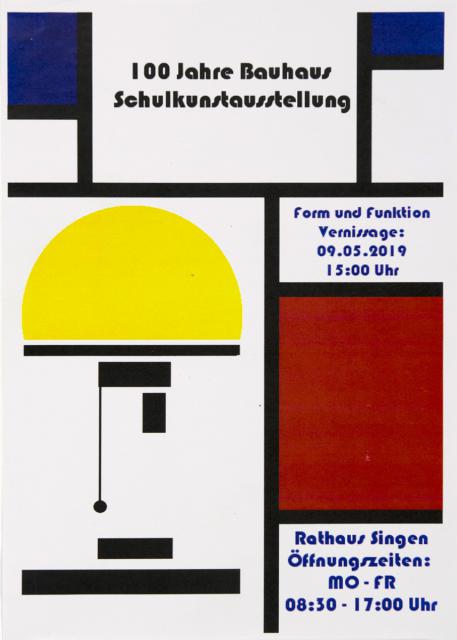 100 Jahre Bauhaus
Schulkunstausstellung
Form und Funktion
Vernissage:
09.05.2019
15:00 Uhr
Rathaus Singen
Öffnungszeiten:
MO - FR
08:30 - 17:00 Uhr